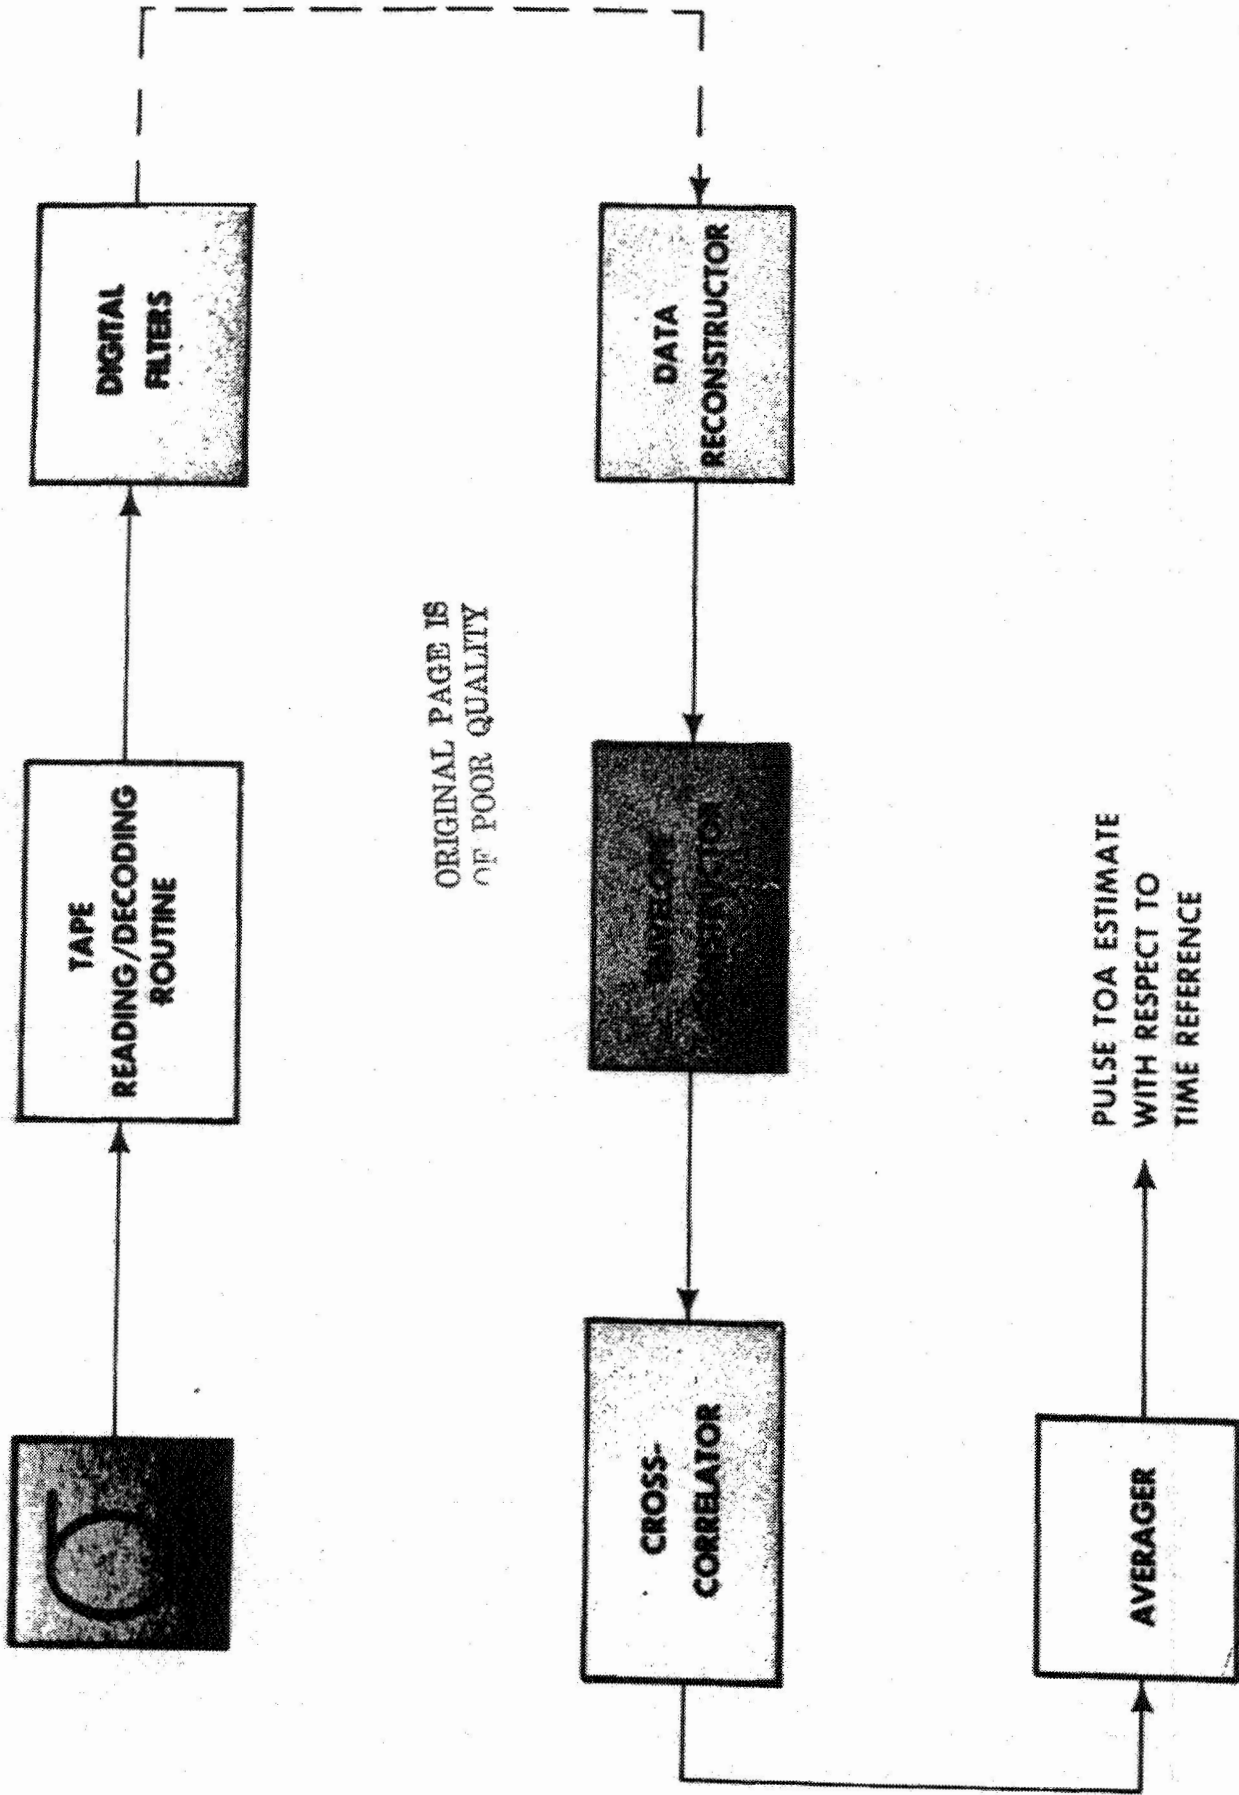 TAPE
READING/DECODING
ROUTINE
DIGITAL
FILTERS
ORIGINAL PAGE IS
OF POOR QUALITY
DATA
RECONSTRUCTOR
CROSS-
CORRELATOR
AVERAGER
PULSE TOA ESTIMATE
WITH RESPECT TO
TIME REFERENCE